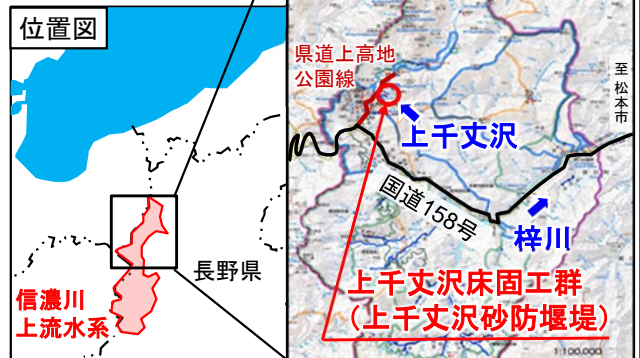 位置図
長野県
信濃川
上流水系
県道上高地
公園線
至 松本市
上千丈沢
国道158号
梓川
上千丈沢床固工群
(上千丈沢砂防堰堤)
1:100,000